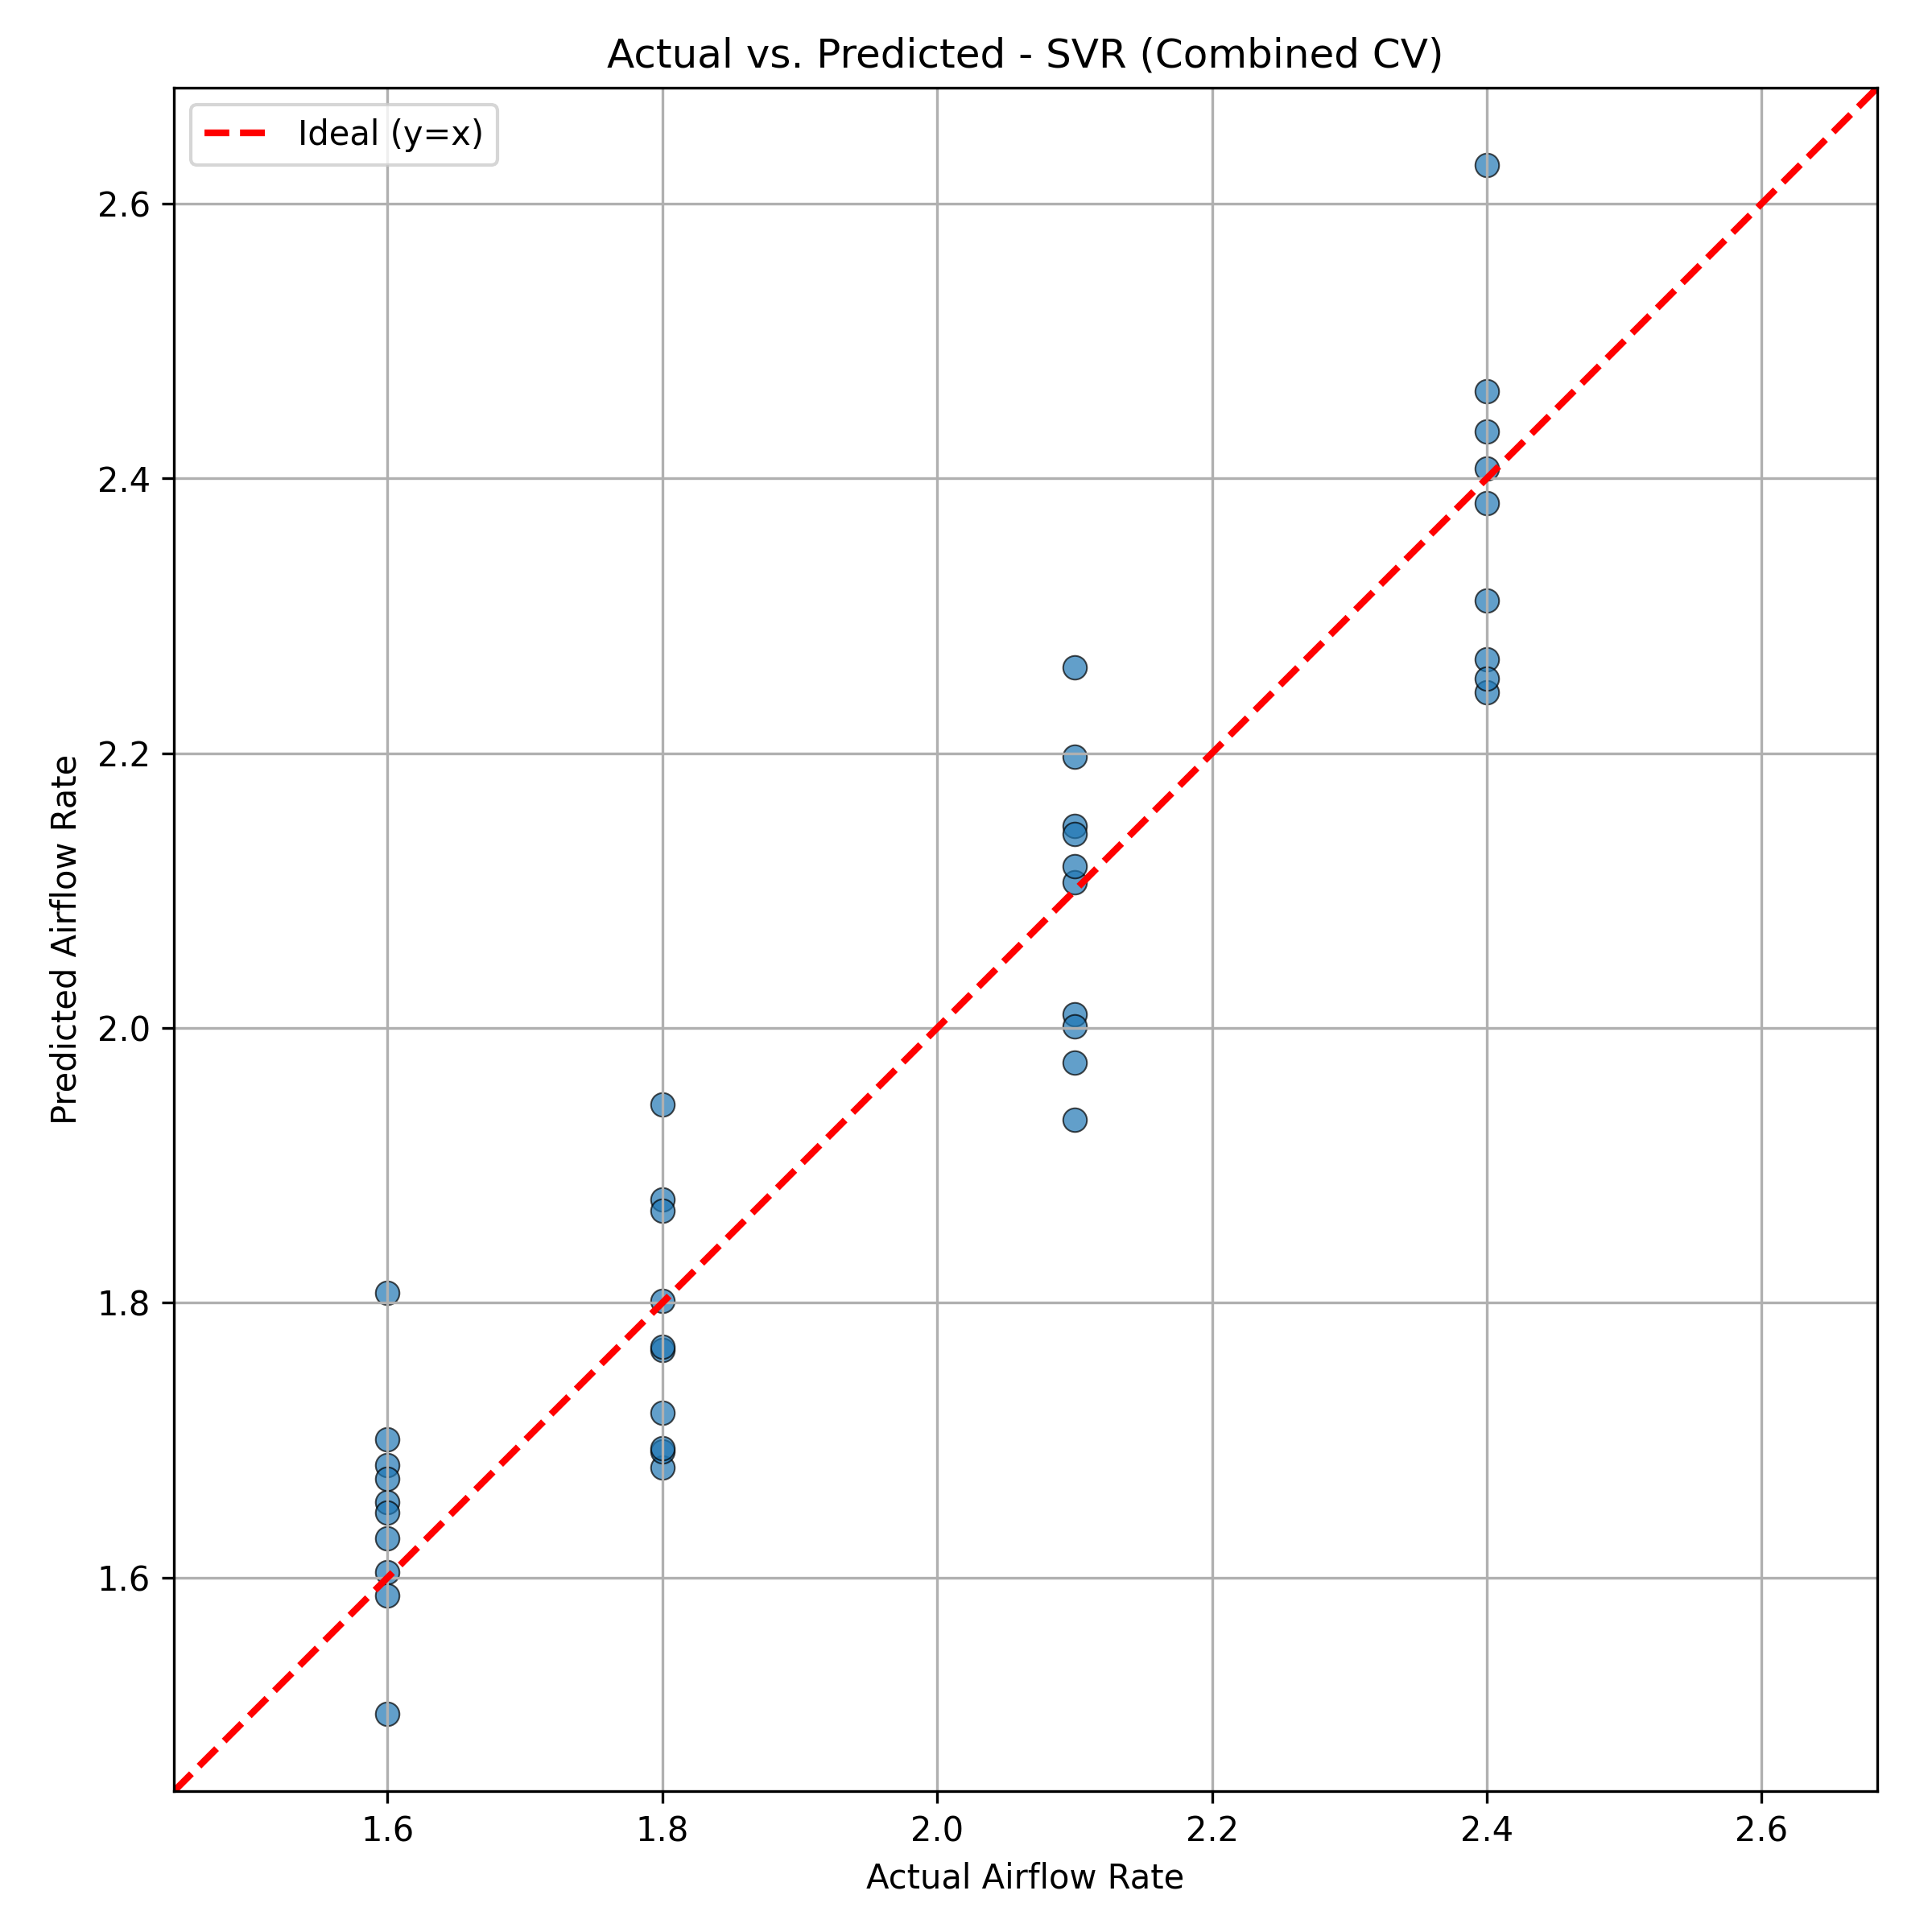 Actual vs. Predicted - SVR (Combined CV)
Ideal (y=x)
Predicted Airflow Rate
2.6
2.4
2.2
2.0
1.8
1.6
1.6 1.8 2.0 2.2 2.4 2.6
Actual Airflow Rate